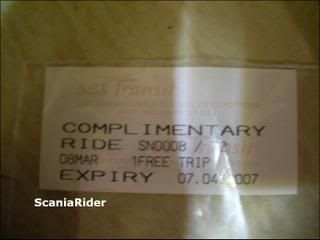 SBS Transit
COMPLIMENTARY
RIDE SN0008 /
08MAR 1FREE TRIP
EXPIRY 07.04 2007
ScaniaRider